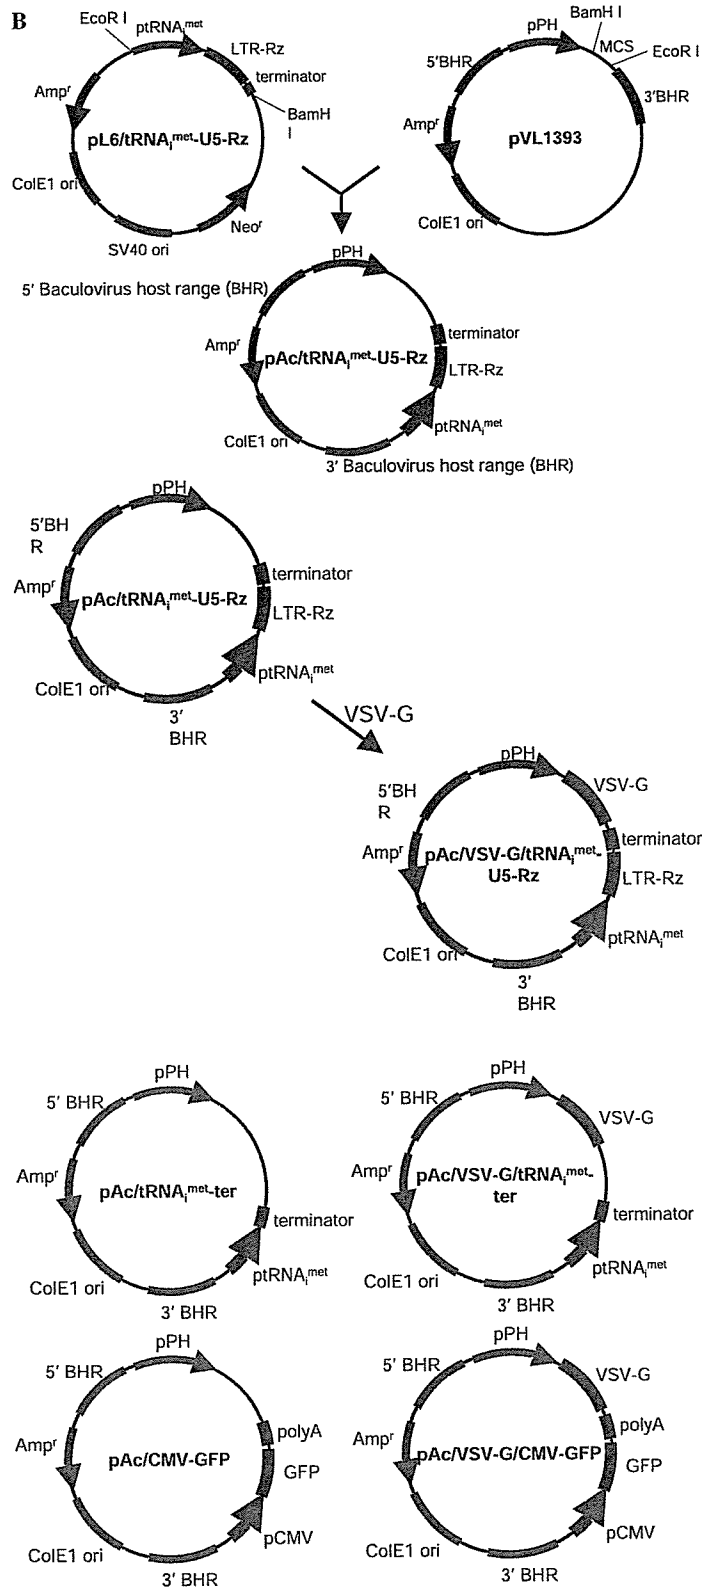 B
EcoR I
ptRNAimet
LTR-Rz
terminator
BamH
I
Ampr
pL6/tRNAimet-U5-Rz
ColE1 ori
SV40 ori
Neor
BamH I
pPH
MCS
EcoR I
5'BHR
3'BHR
Ampr
pVL1393
ColE1 ori
pPH
5' Baculovirus host range (BHR)
terminator
Ampr
pAc/tRNAimet-U5-Rz
LTR-Rz
ptRNAimet
ColE1 ori
3' Baculovirus host range (BHR)
pPH
5'BH
R
Ampr
terminator
pAc/tRNAimet-U5-Rz
LTR-Rz
ptRNAimet
ColE1 ori
3'
BHR
VSV-G
pPH
VSV-G
5'BH
R
terminator
Ampr
pAc/VSV-G/tRNAimet-
U5-Rz
LTR-Rz
ptRNAimet
ColE1 ori
3'
BHR
pPH
5' BHR
Ampr
pAc/tRNAimet-ter
terminator
ptRNAimet
ColE1 ori
3' BHR
pPH
5' BHR
VSV-G
Ampr
pAc/VSV-G/tRNAimet-
ter
terminator
ptRNAimet
ColE1 ori
3' BHR
pPH
5' BHR
polyA
Ampr
pAc/CMV-GFP
GFP
pCMV
ColE1 ori
3' BHR
pPH
5' BHR
VSV-G
polyA
Ampr
pAc/VSV-G/CMV-GFP
GFP
pCMV
ColE1 ori
3' BHR